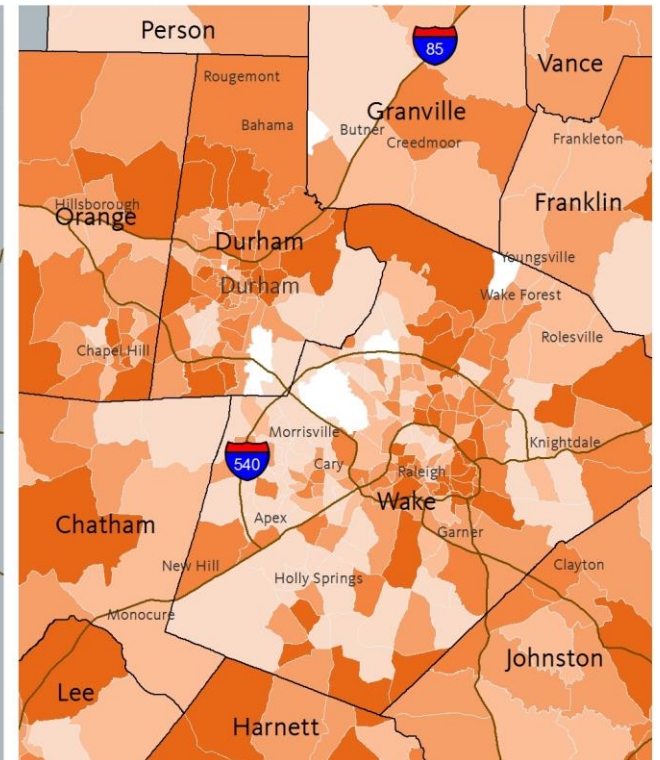 Person
85
Vance
Rougemont
Granville
Bahama
Butner
Creedmoor
Frankleton
Hillsborough
Orange
Franklin
Durham
Youngsville
Durham
Wake Forest
Rolesville
Chapel Hill
Morrisville
Knightdale
540
Cary
Raleigh
Wake
Chatham
Apex
Garner
New Hill
Clayton
Holly Springs
Monocure
Johnston
Lee
Harnett